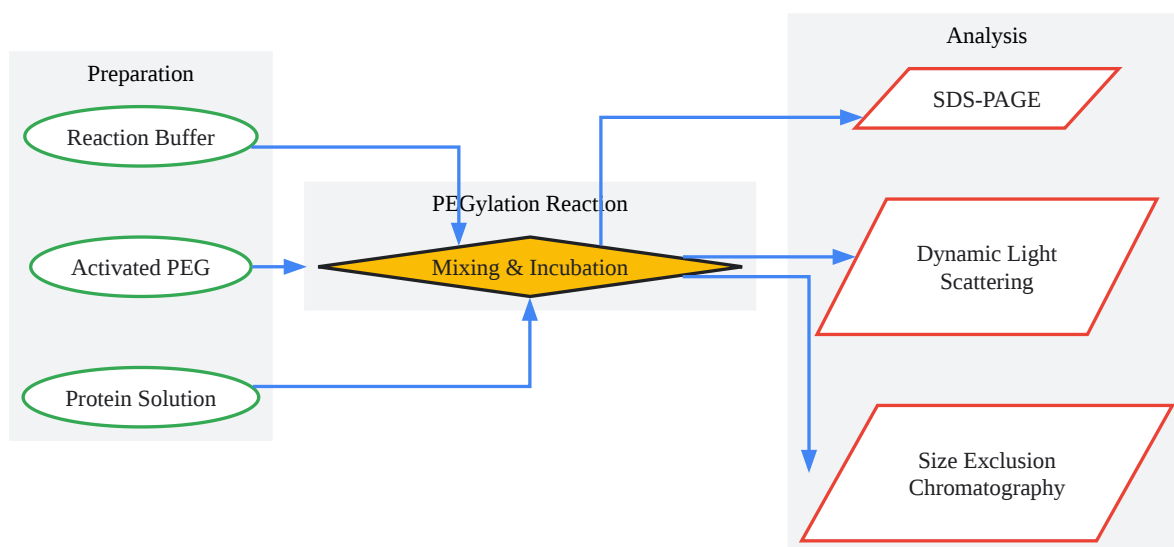 Preparation
Reaction Buffer
Activated PEG
Protein Solution
PEGylation Reaction
Mixing & Incubation
Analysis
SDS-PAGE
Dynamic Light
Scattering
Size Exclusion
Chromatography